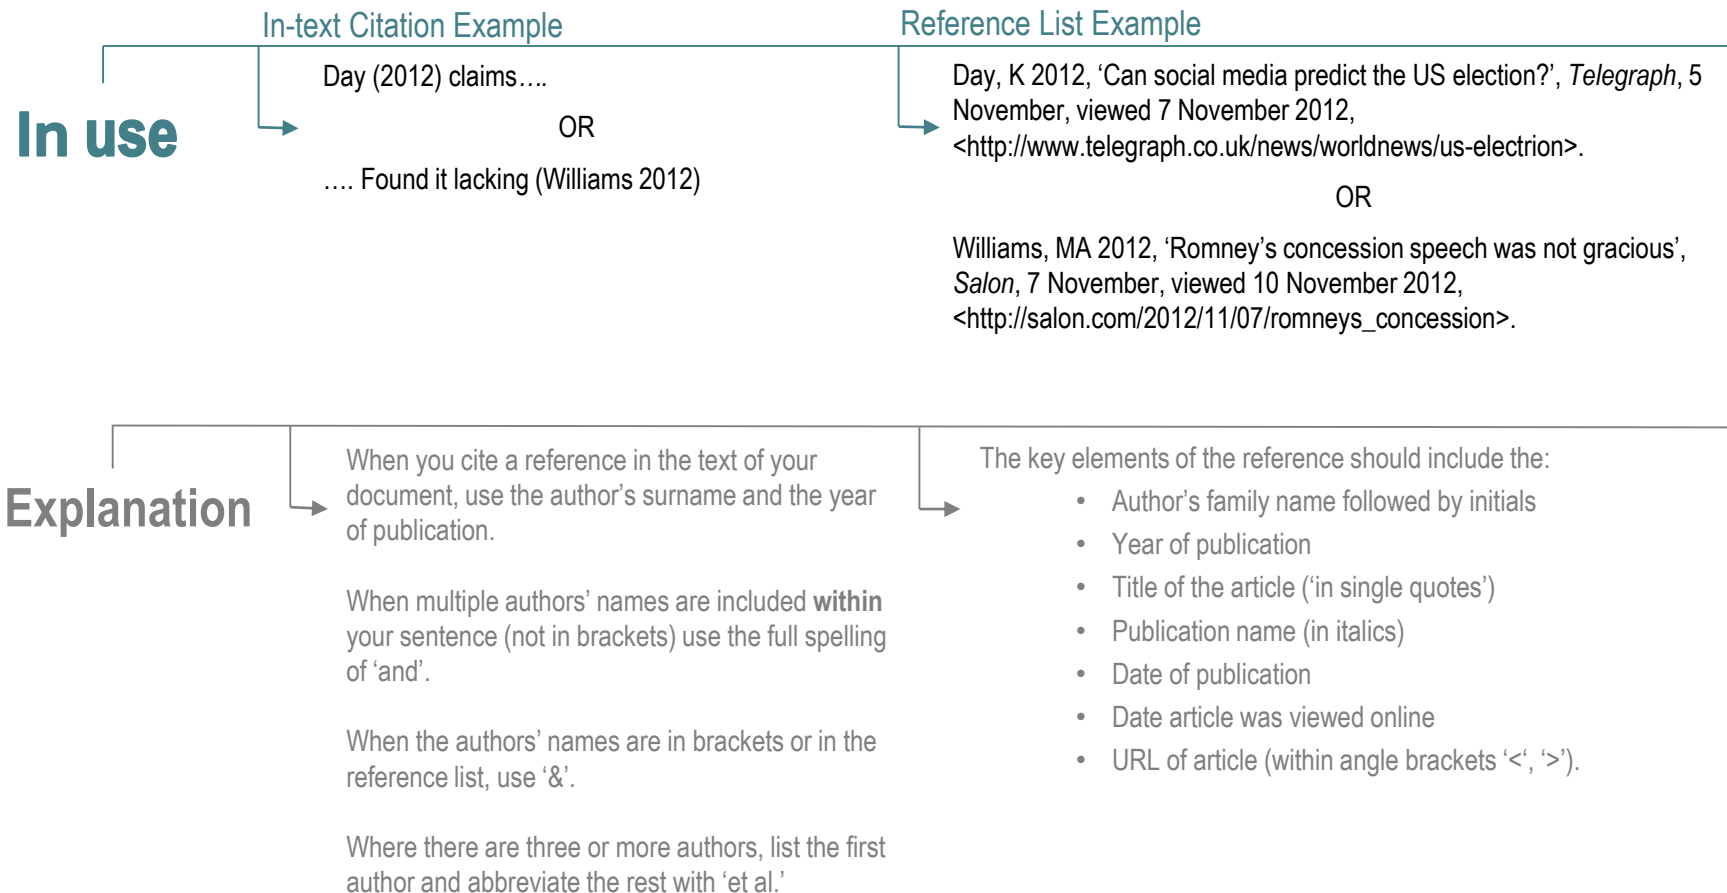 In-text Citation Example
Reference List Example
In use
Day (2012) claims….
OR
…. Found it lacking (Williams 2012)
Day, K 2012, ‘Can social media predict the US election?’, Telegraph, 5
November, viewed 7 November 2012,
<http://www.telegraph.co.uk/news/worldnews/us-electrion>.
OR
Williams, MA 2012, ‘Romney’s concession speech was not gracious’,
Salon, 7 November, viewed 10 November 2012,
<http://salon.com/2012/11/07/romneys_concession>.
Explanation
When you cite a reference in the text of your
document, use the author’s surname and the year
of publication.
When multiple authors’ names are included within
your sentence (not in brackets) use the full spelling
of ‘and’.
When the authors’ names are in brackets or in the
reference list, use ‘&’.
Where there are three or more authors, list the first
author and abbreviate the rest with ‘et al.’
The key elements of the reference should include the:
• Author’s family name followed by initials
• Year of publication
• Title of the article (‘in single quotes’)
• Publication name (in italics)
• Date of publication
• Date article was viewed online
• URL of article (within angle brackets ‘<‘, ‘>’).